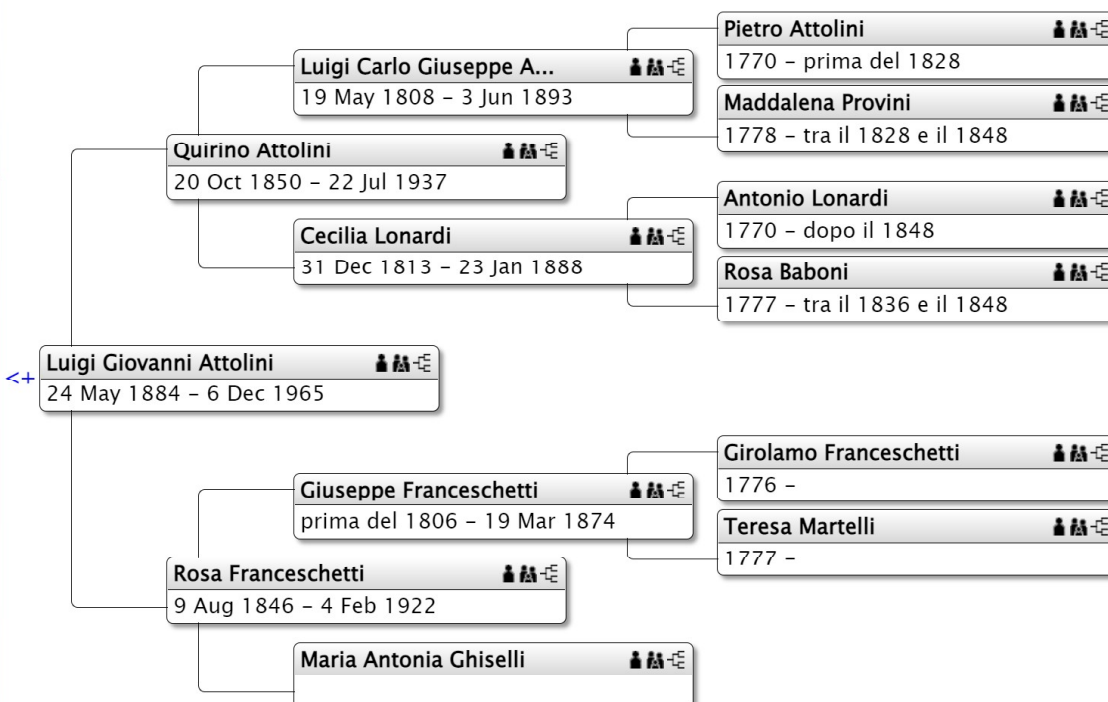 Pietro Attolini
1770 – prima del 1828
Luigi Carlo Giuseppe A...
19 May 1808 – 3 Jun 1893
Maddalena Provini
1778 – tra il 1828 e il 1848
Quirino Attolini
20 Oct 1850 – 22 Jul 1937
Antonio Lonardi
1770 – dopo il 1848
Cecilia Lonardi
31 Dec 1813 – 23 Jan 1888
Rosa Baboni
1777 – tra il 1836 e il 1848
Luigi Giovanni Attolini
<+
24 May 1884 – 6 Dec 1965
Girolamo Franceschetti
1776 –
Giuseppe Franceschetti
prima del 1806 – 19 Mar 1874
Teresa Martelli
1777 –
Rosa Franceschetti
9 Aug 1846 – 4 Feb 1922
Maria Antonia Ghiselli